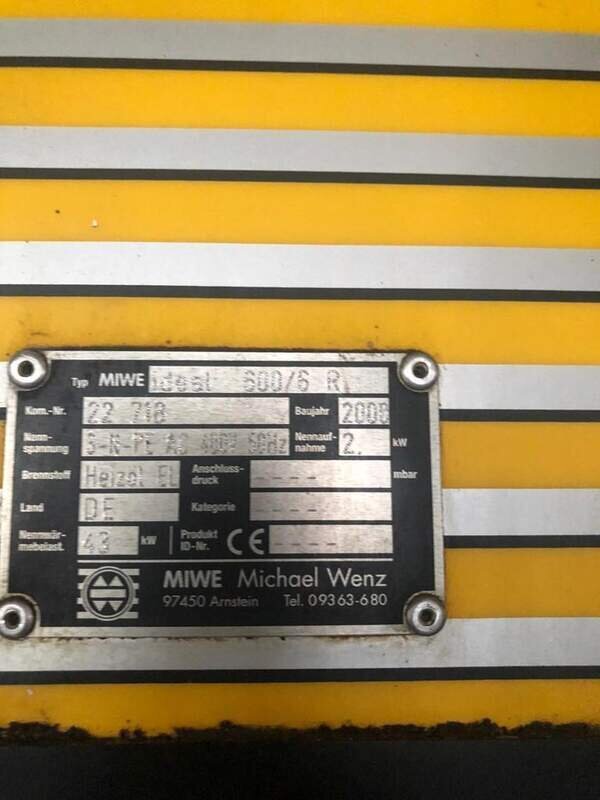 Typ MIWE ideal 600/6 R
Kom.-Nr. 22 718 Baujahr 2008
Nenn-spannung 3-N-PE AC 400V 50Hz Nennauf-nahme 2. kW
Brennstoff Heizöl EL Anschluss-druck ---- mbar
Land DE Kategorie ----
Nennwär-mebelast. 43 kW Produkt ID-Nr. CE ----
MIWE Michael Wenz
97450 Arnstein Tel. 09363-680